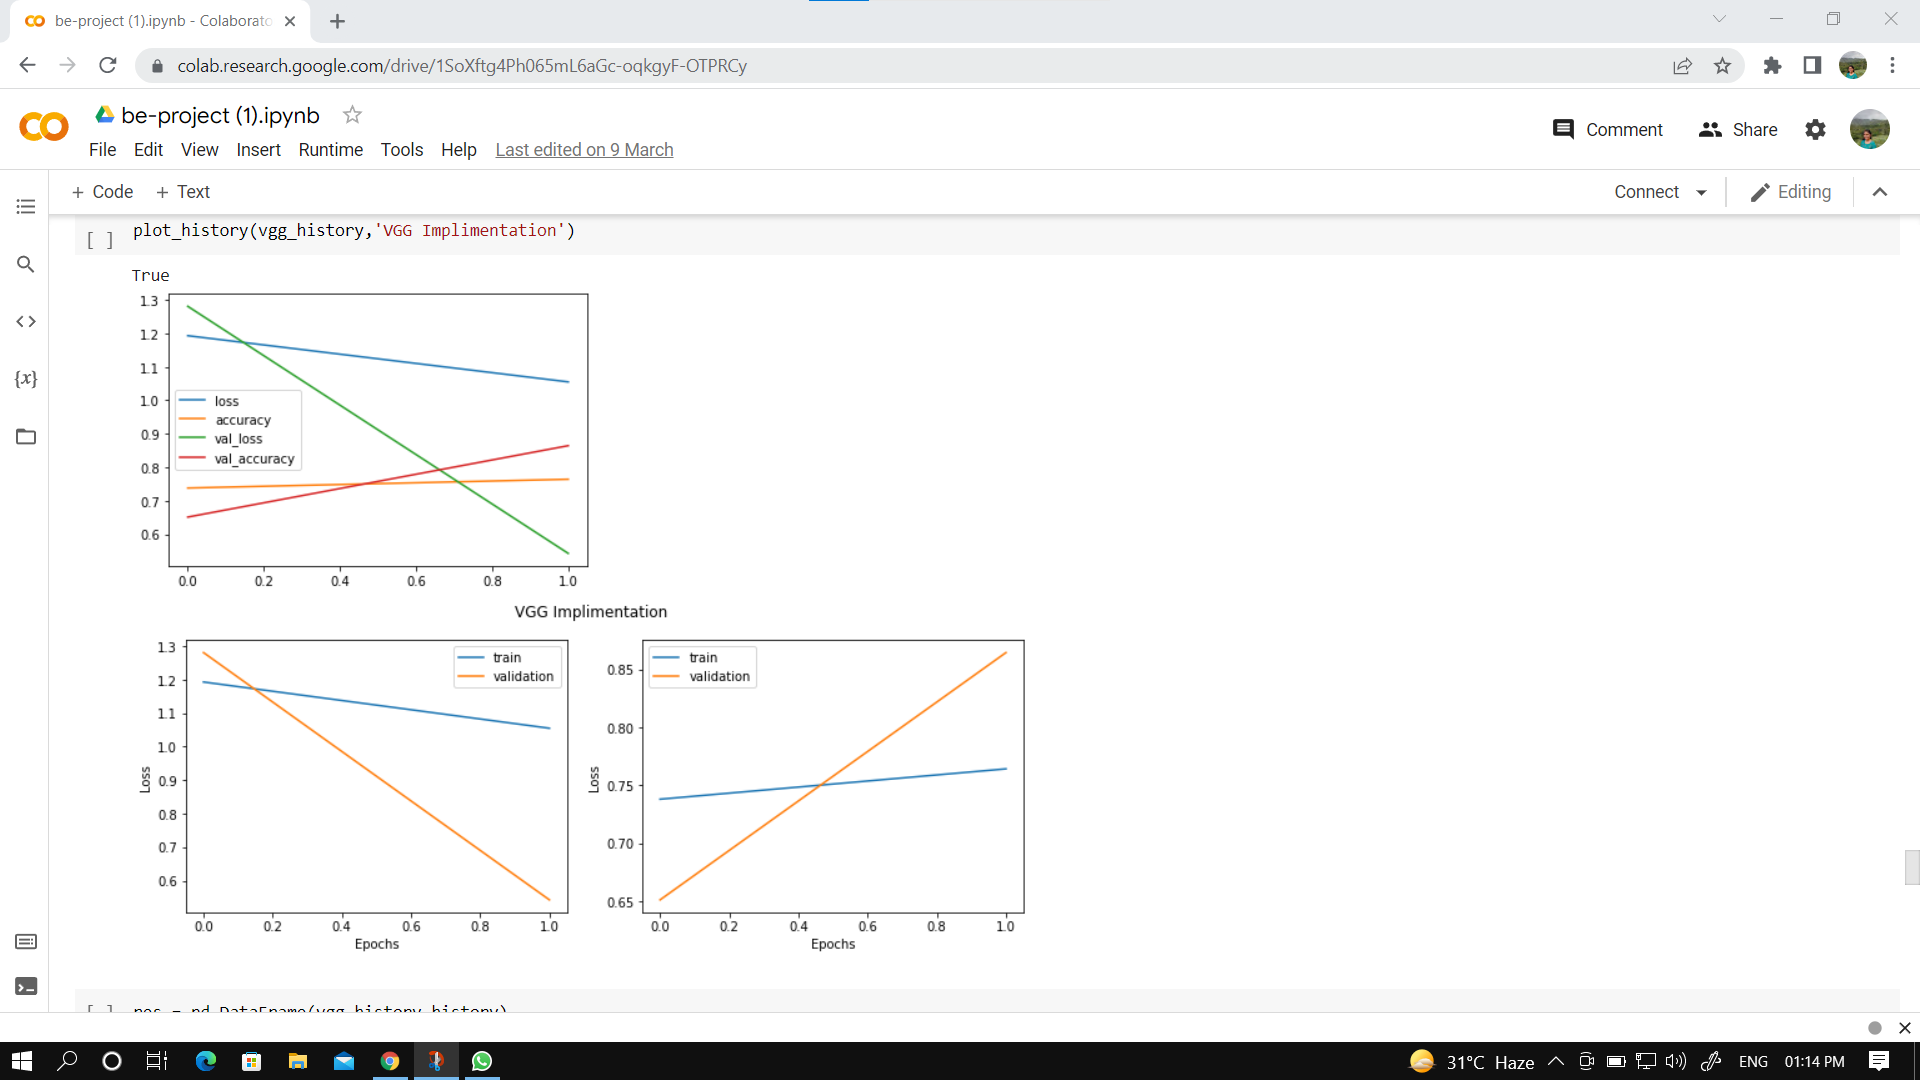 be-project (1).ipynb - Colaborato
colab.research.google.com/drive/1SoXftg4Ph065mL6aGc-oqkgyF-OTPRCy
be-project (1).ipynb
Comment
Share
File Edit View Insert Runtime Tools Help Last edited on 9 March
+ Code + Text
Connect
Editing
[ ] plot_history(vgg_history,'VGG Implimentation')
True
1.3
1.2
1.1
1.0
0.9
0.8
0.7
0.6
loss
accuracy
val_loss
val_accuracy
0.0 0.2 0.4 0.6 0.8 1.0
VGG Implimentation
1.3
1.2
1.1
1.0
0.9
0.8
0.7
0.6
Loss
train
validation
0.0 0.2 0.4 0.6 0.8 1.0
Epochs
0.85
0.80
0.75
0.70
0.65
Loss
train
validation
0.0 0.2 0.4 0.6 0.8 1.0
Epochs
[ ] res = pd.DataFrame(vgg_history.history)
31°C Haze
ENG
01:14 PM